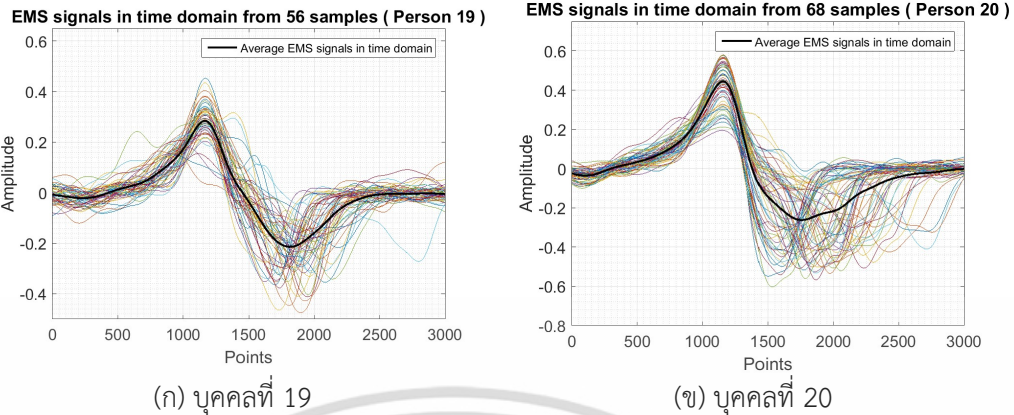 EMS signals in time domain from 56 samples ( Person 19 )
Average EMS signals in time domain
Amplitude
0.6
0.4
0.2
0
-0.2
-0.4
0 500 1000 1500 2000 2500 3000
Points
(ก) บุคคลที่ 19
EMS signals in time domain from 68 samples ( Person 20 )
Average EMS signals in time domain
Amplitude
0.6
0.4
0.2
0
-0.2
-0.4
-0.6
-0.8
0 500 1000 1500 2000 2500 3000
Points
(ข) บุคคลที่ 20